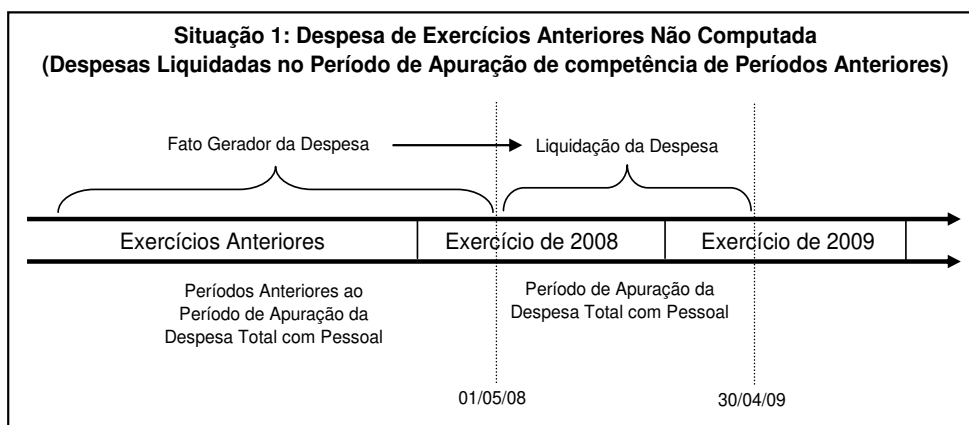 Situação 1: Despesa de Exercícios Anteriores Não Computada
(Despesas Liquidadas no Período de Apuração de competência de Períodos Anteriores)
Fato Gerador da Despesa
Liquidação da Despesa
Exercícios Anteriores
Exercício de 2008
Exercício de 2009
Períodos Anteriores ao
Período de Apuração da
Despesa Total com Pessoal
Período de Apuração da
Despesa Total com Pessoal
01/05/08
30/04/09